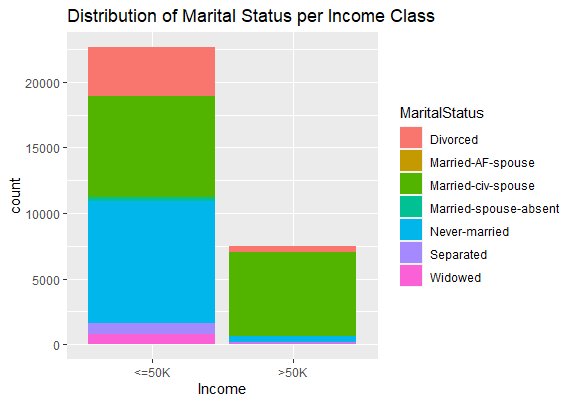 Distribution of Marital Status per Income Class
20000
15000
10000
5000
0
count
<=50K
>50K
Income
MaritalStatus
Divorced
Married-AF-spouse
Married-civ-spouse
Married-spouse-absent
Never-married
Separated
Widowed